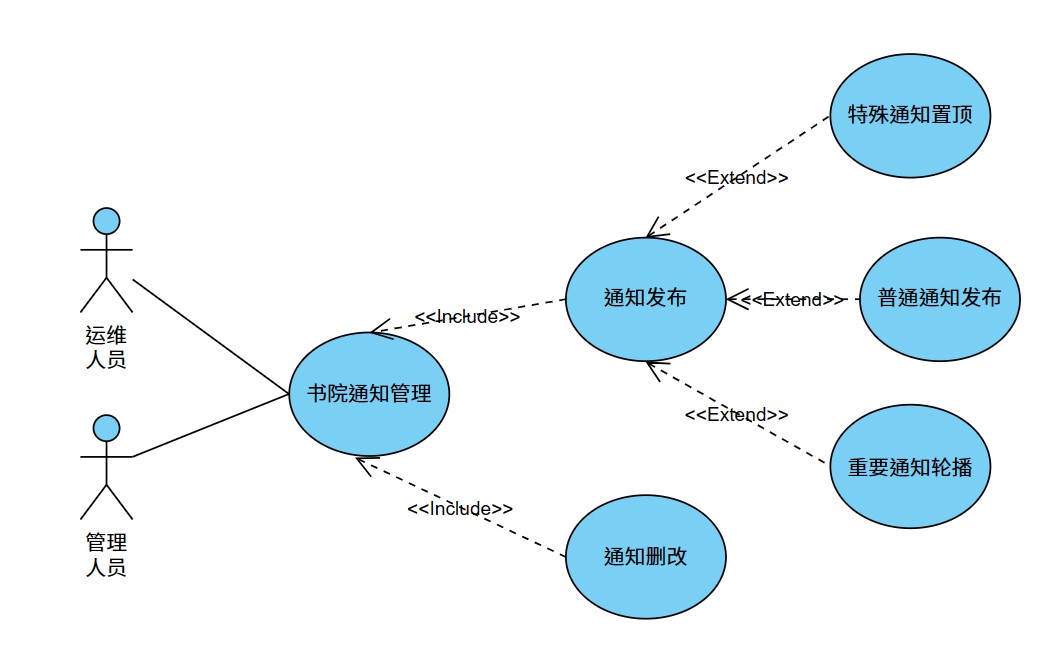 特殊通知置顶
<<Extend>>
运维
人员
通知发布
<<Extend>>
普通通知发布
<<Include>>
书院通知管理
<<Extend>>
管理
人员
重要通知轮播
<<Include>>
通知删改